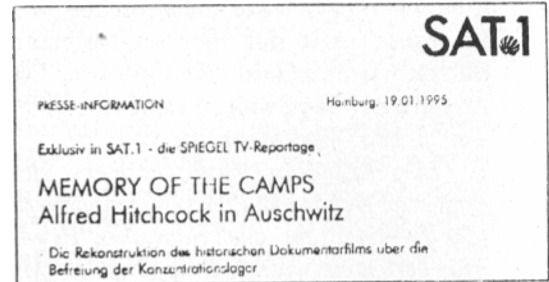 SAT.1
PRESSE-INFORMATION Hamburg, 19.01.1995
Exklusiv in SAT.1 - die SPIEGEL TV-Reportage
MEMORY OF THE CAMPS
Alfred Hitchcock in Auschwitz
Die Rekonstruktion des historischen Dokumentarfilms über die
Befreiung der Konzentrationslager